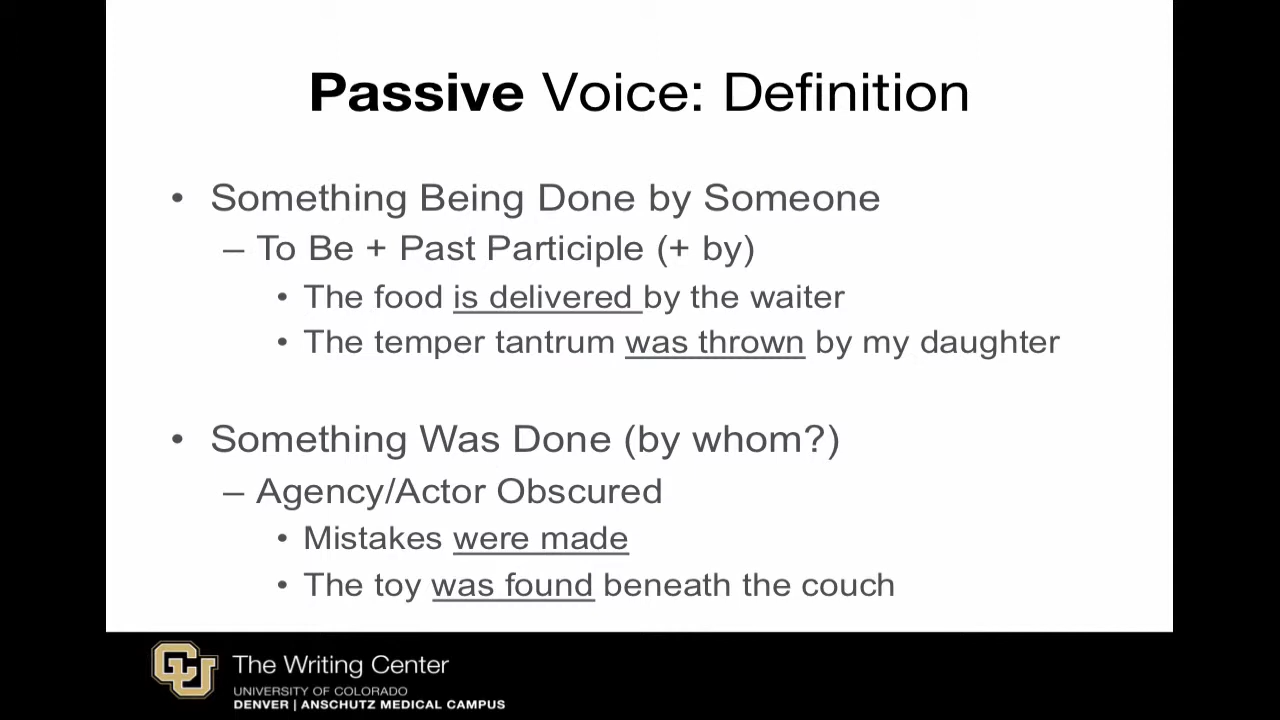 Passive Voice: Definition
• Something Being Done by Someone
– To Be + Past Participle (+ by)
• The food is delivered by the waiter
• The temper tantrum was thrown by my daughter
• Something Was Done (by whom?)
– Agency/Actor Obscured
• Mistakes were made
• The toy was found beneath the couch
CU
The Writing Center
UNIVERSITY OF COLORADO
DENVER | ANSCHUTZ MEDICAL CAMPUS